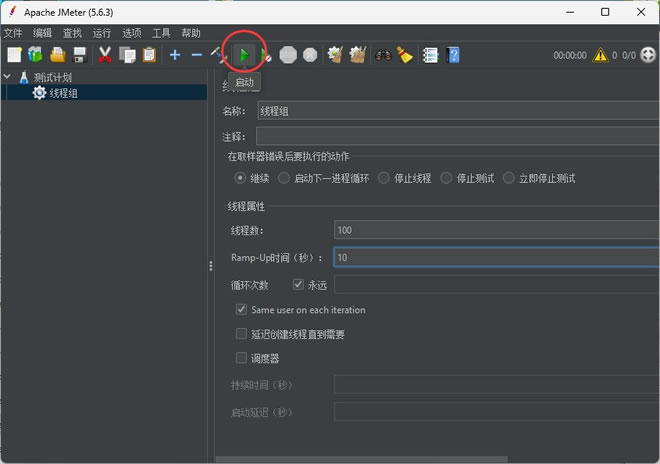 Apache JMeter (5.6.3)
文件 编辑 查找 运行 选项 工具 帮助
00:00:00 0 0/0
启动
测试计划
线程组
名称： 线程组
注释：
在取样器错误后要执行的动作
继续 启动下一进程循环 停止线程 停止测试 立即停止测试
线程属性
线程数： 100
Ramp-Up时间（秒）： 10
循环次数 永远
Same user on each iteration
延迟创建线程直到需要
调度器
持续时间（秒）
启动延迟（秒）